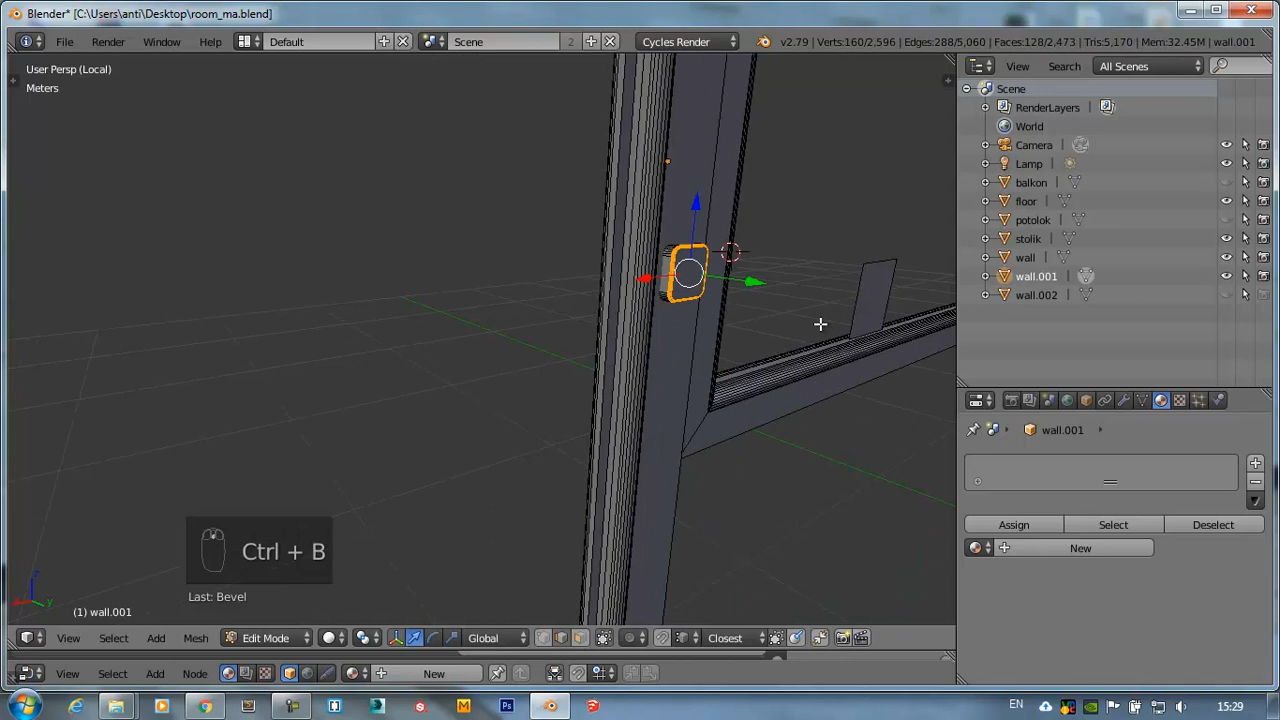 Blender* [C:\Users\anti\Desktop\room_ma.blend]
File Render Window Help Default Scene 2 Cycles Render v2.79 | Verts:160/2,596 | Edges:288/5,060 | Faces:128/2,473 | Tris:5,170 | Mem:32.45M | wall.001
User Persp (Local)
Meters
View Search All Scenes
Scene
RenderLayers
World
Camera
Lamp
balkon
floor
potolok
stolik
wall
wall.001
wall.002
wall.001
Assign Select Deselect
New
Ctrl + B
Last: Bevel
(1) wall.001
View Select Add Mesh Edit Mode Global Closest
View Select Add Node New
EN 15:29